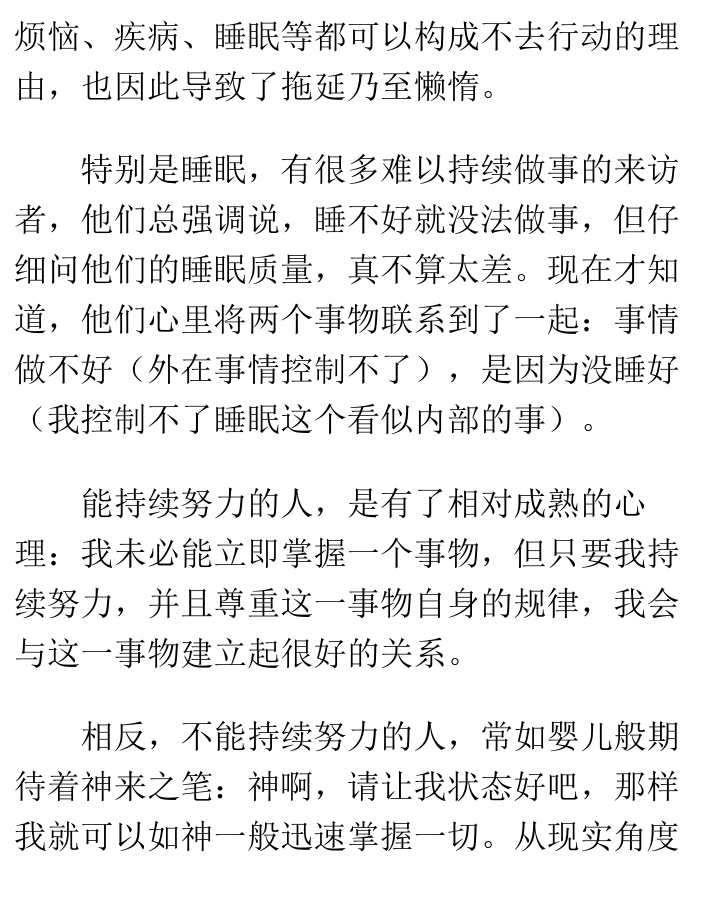 烦恼、疾病、睡眠等都可以构成不去行动的理
由，也因此导致了拖延乃至懒惰。
特别是睡眠，有很多难以持续做事的来访
者，他们总强调说，睡不好就没法做事，但仔
细问他们的睡眠质量，真不算太差。现在才知
道，他们心里将两个事物联系到了一起：事情
做不好（外在事情控制不了），是因为没睡好
（我控制不了睡眠这个看似内部的事）。
能持续努力的人，是有了相对成熟的心
理：我未必能立即掌握一个事物，但只要我持
续努力，并且尊重这一事物自身的规律，我会
与这一事物建立起很好的关系。
相反，不能持续努力的人，常如婴儿般期
待着神来之笔：神啊，请让我状态好吧，那样
我就可以如神一般迅速掌握一切。从现实角度